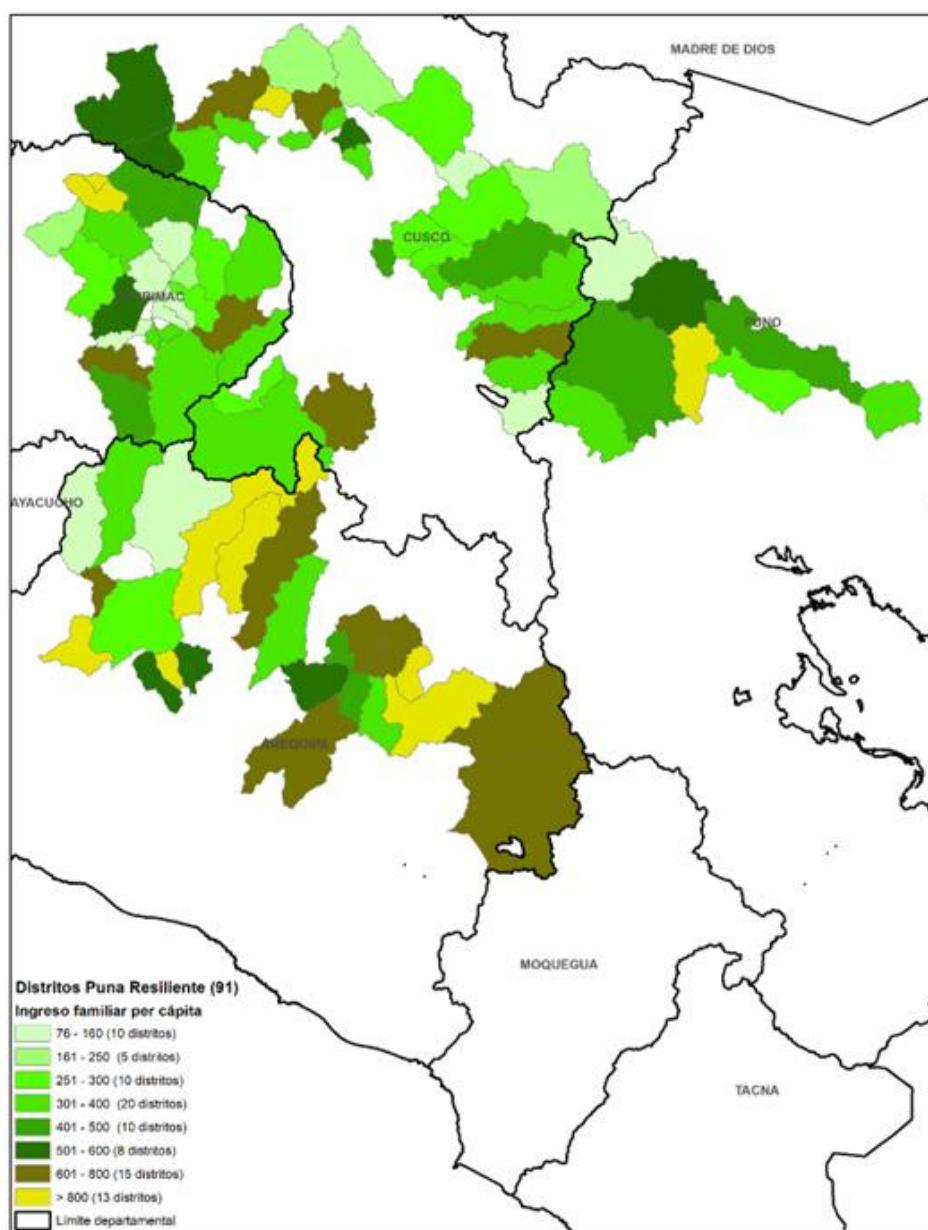 MADRE DE DIOS
CUSCO
PUNO
AYACUCHO
AREQUIPA
MOQUEGUA
TACNA
Distritos Puna Resiliente (91)
Ingreso familiar per cápita
76 - 160 (10 distritos)
161 - 250 (5 distritos)
251 - 300 (10 distritos)
301 - 400 (20 distritos)
401 - 500 (10 distritos)
501 - 600 (8 distritos)
601 - 800 (15 distritos)
> 800 (13 distritos)
Límite departamental